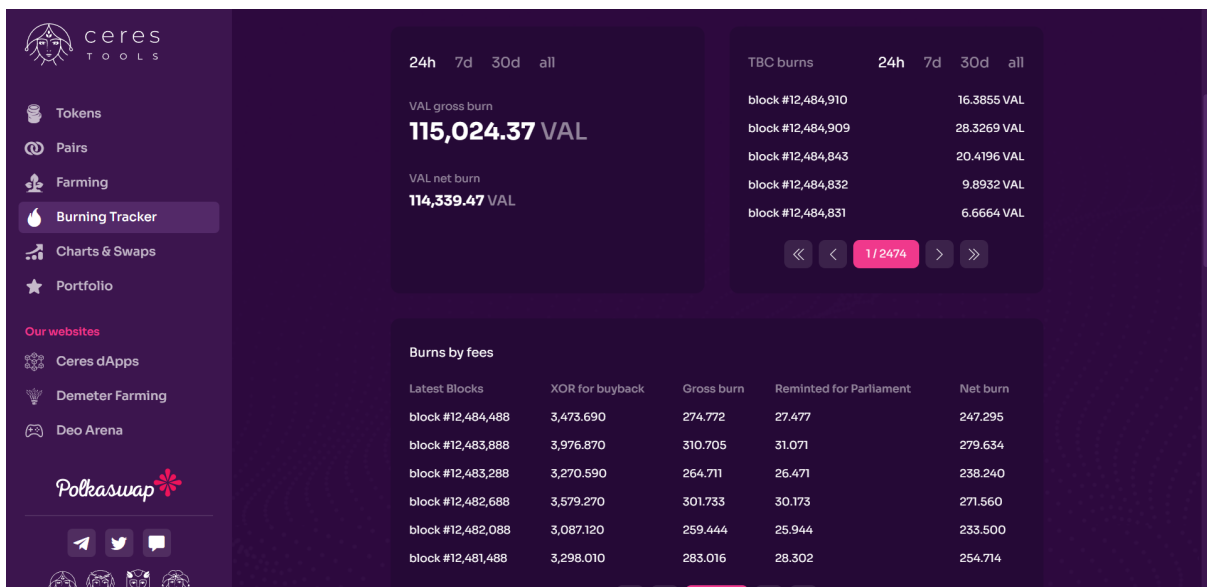 ceres
TOOLS
Tokens
Pairs
Farming
Burning Tracker
Charts & Swaps
Portfolio
Our websites
Ceres dApps
Demeter Farming
Deo Arena
Polkaswap
24h 7d 30d all
VAL gross burn
115,024.37 VAL
VAL net burn
114,339.47 VAL
TBC burns 24h 7d 30d all
block #12,484,910 16.3855 VAL
block #12,484,909 28.3269 VAL
block #12,484,843 20.4196 VAL
block #12,484,832 9.8932 VAL
block #12,484,831 6.6664 VAL
1 / 2474
Burns by fees
Latest Blocks XOR for buyback Gross burn Reminted for Parliament Net burn
block #12,484,488 3,473.690 274.772 27.477 247.295
block #12,483,888 3,976.870 310.705 31.071 279.634
block #12,483,288 3,270.590 264.711 26.471 238.240
block #12,482,688 3,579.270 301.733 30.173 271.560
block #12,482,088 3,087.120 259.444 25.944 233.500
block #12,481,488 3,298.010 283.016 28.302 254.714